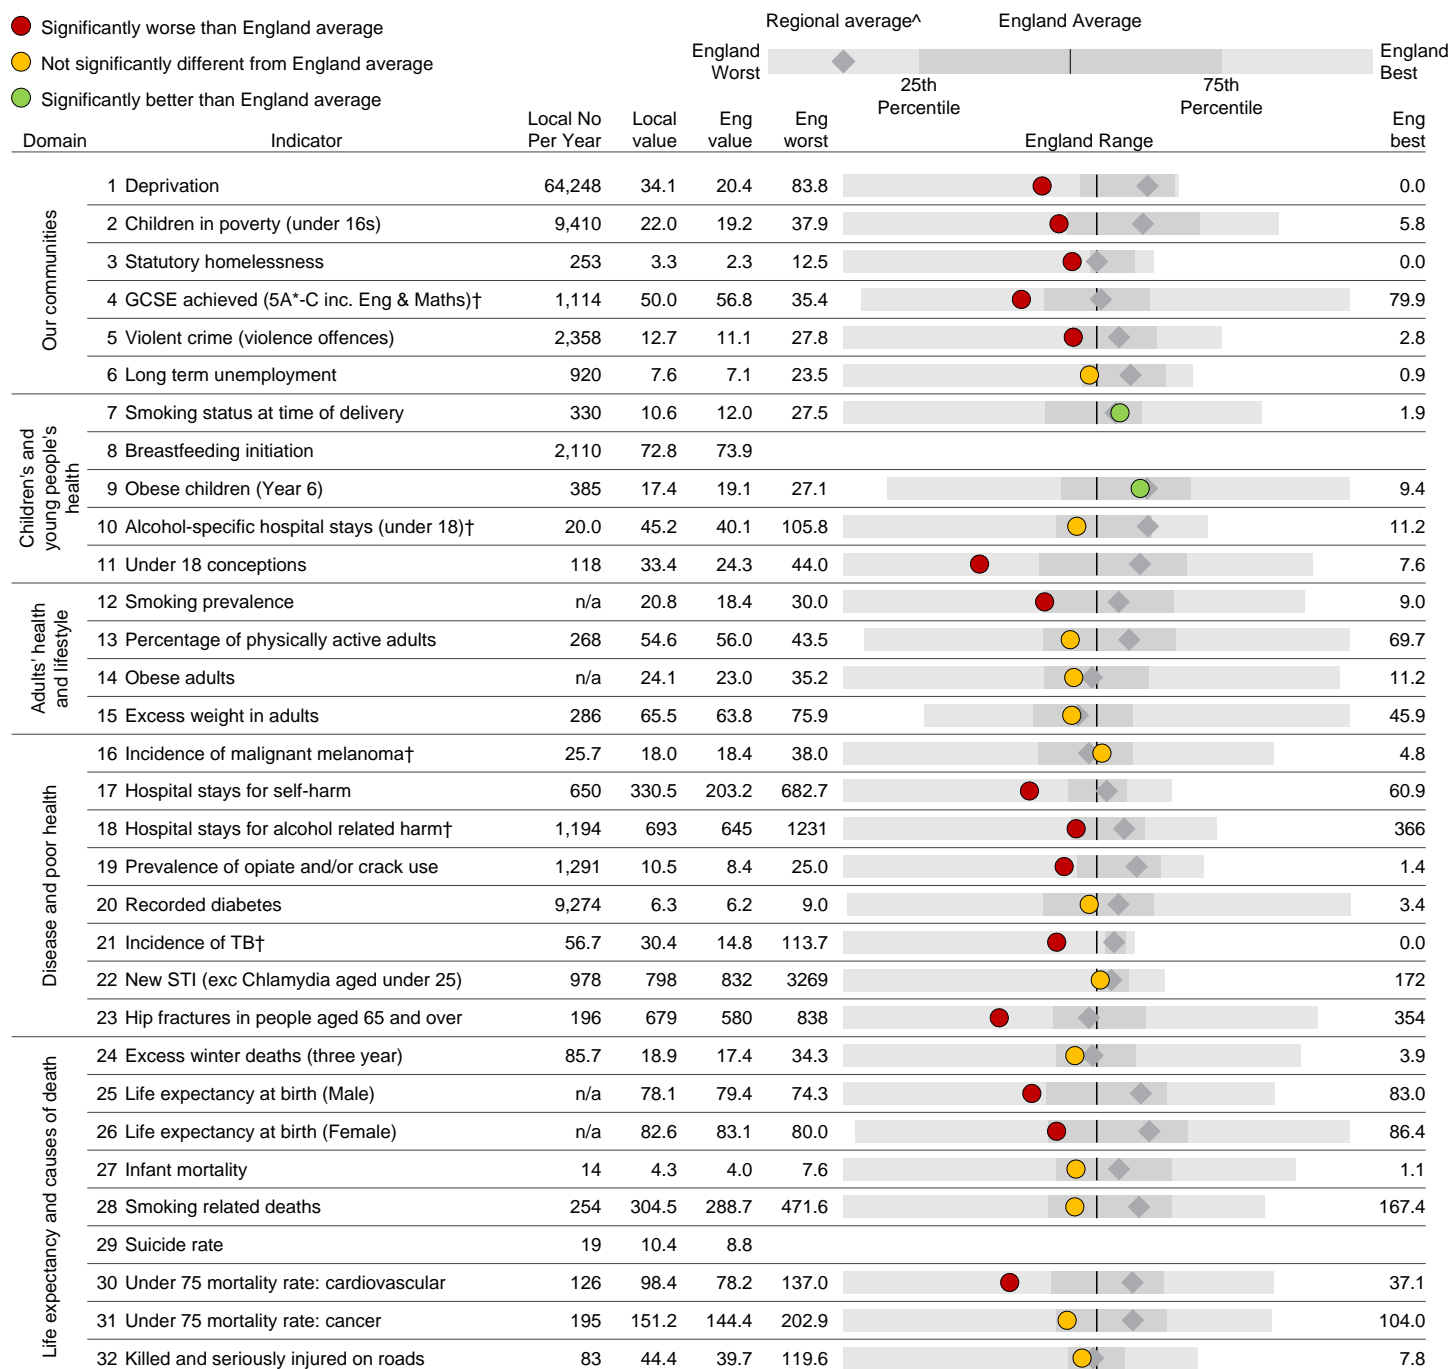 Significantly worse than England average
Not significantly different from England average
Significantly better than England average
Regional average^ England Average
England Worst
England Best
25th Percentile
75th Percentile
Domain Indicator Local No Per Year Local value Eng value Eng worst England Range Eng best
Our communities
1 Deprivation 64,248 34.1 20.4 83.8 0.0
2 Children in poverty (under 16s) 9,410 22.0 19.2 37.9 5.8
3 Statutory homelessness 253 3.3 2.3 12.5 0.0
4 GCSE achieved (5A*-C inc. Eng & Maths)† 1,114 50.0 56.8 35.4 79.9
5 Violent crime (violence offences) 2,358 12.7 11.1 27.8 2.8
6 Long term unemployment 920 7.6 7.1 23.5 0.9
Children's and young people's health
7 Smoking status at time of delivery 330 10.6 12.0 27.5 1.9
8 Breastfeeding initiation 2,110 72.8 73.9
9 Obese children (Year 6) 385 17.4 19.1 27.1 9.4
10 Alcohol-specific hospital stays (under 18)† 20.0 45.2 40.1 105.8 11.2
11 Under 18 conceptions 118 33.4 24.3 44.0 7.6
Adults' health and lifestyle
12 Smoking prevalence n/a 20.8 18.4 30.0 9.0
13 Percentage of physically active adults 268 54.6 56.0 43.5 69.7
14 Obese adults n/a 24.1 23.0 35.2 11.2
15 Excess weight in adults 286 65.5 63.8 75.9 45.9
Disease and poor health
16 Incidence of malignant melanoma† 25.7 18.0 18.4 38.0 4.8
17 Hospital stays for self-harm 650 330.5 203.2 682.7 60.9
18 Hospital stays for alcohol related harm† 1,194 693 645 1231 366
19 Prevalence of opiate and/or crack use 1,291 10.5 8.4 25.0 1.4
20 Recorded diabetes 9,274 6.3 6.2 9.0 3.4
21 Incidence of TB† 56.7 30.4 14.8 113.7 0.0
22 New STI (exc Chlamydia aged under 25) 978 798 832 3269 172
23 Hip fractures in people aged 65 and over 196 679 580 838 354
Life expectancy and causes of death
24 Excess winter deaths (three year) 85.7 18.9 17.4 34.3 3.9
25 Life expectancy at birth (Male) n/a 78.1 79.4 74.3 83.0
26 Life expectancy at birth (Female) n/a 82.6 83.1 80.0 86.4
27 Infant mortality 14 4.3 4.0 7.6 1.1
28 Smoking related deaths 254 304.5 288.7 471.6 167.4
29 Suicide rate 19 10.4 8.8
30 Under 75 mortality rate: cardiovascular 126 98.4 78.2 137.0 37.1
31 Under 75 mortality rate: cancer 195 151.2 144.4 202.9 104.0
32 Killed and seriously injured on roads 83 44.4 39.7 119.6 7.8